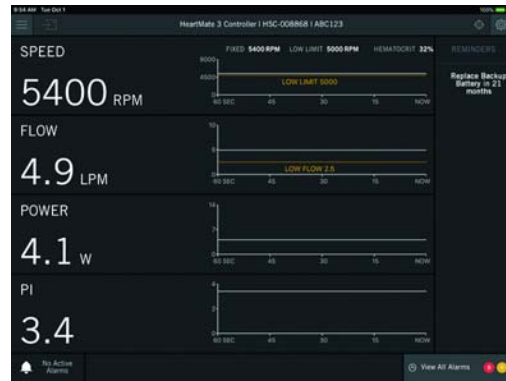 9:54 AM Tue Oct 1
100%
HeartMate 3 Controller | HSC-008868 | ABC123
SPEED
FIXED 5400 RPM LOW LIMIT 5000 RPM HEMATOCRIT 32%
REMINDERS
8000
4500
LOW LIMIT 5000
0
5400 RPM
60 SEC 45 30 15 NOW
Replace Backup
Battery in 21
months
FLOW
10
5
LOW FLOW 2.5
0
4.9 LPM
60 SEC 45 30 15 NOW
POWER
14
7
0
4.1 W
60 SEC 45 30 15 NOW
PI
4
2
0
3.4
60 SEC 45 30 15 NOW
No Active
Alarms
View All Alarms